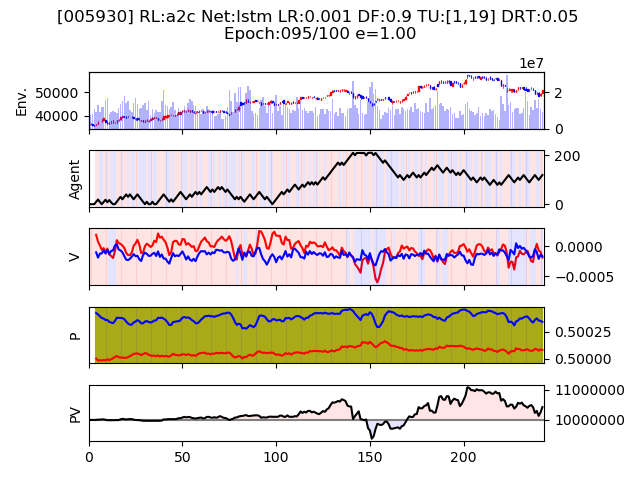 [005930] RL:a2c Net:lstm LR:0.001 DF:0.9 TU:[1,19] DRT:0.05
Epoch:095/100 e=1.00
1e7
Env.
50000
40000
2
0
Agent
200
0
V
0.0000
−0.0005
P
0.50025
0.50000
PV
11000000
10000000
0 50 100 150 200